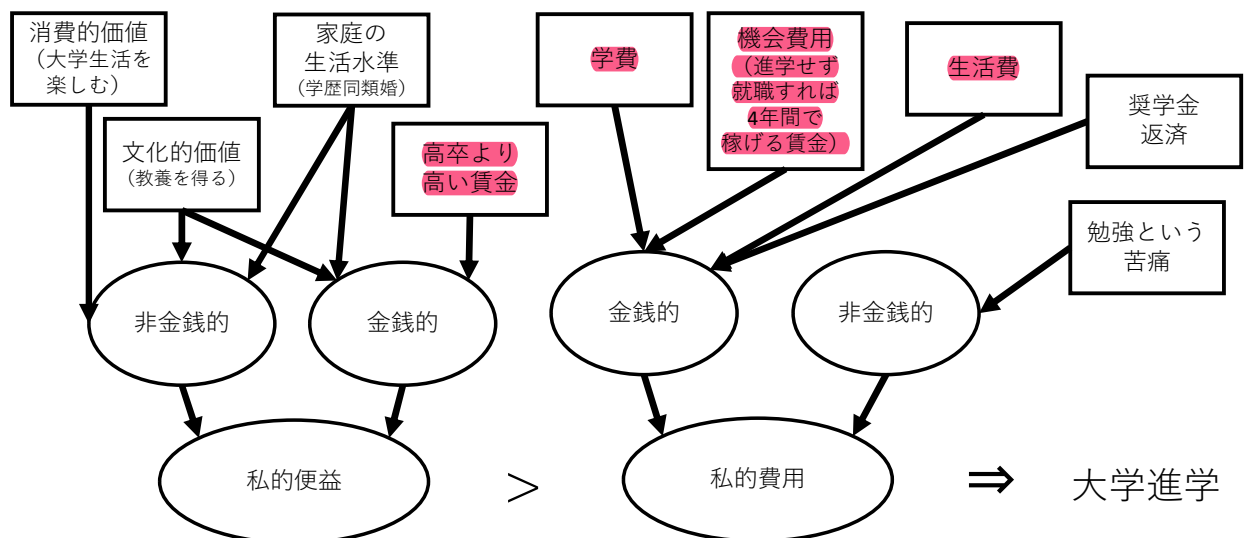 消費的価値
（大学生活を
楽しむ）
家庭の
生活水準
（学歴同類婚）
文化的価値
（教養を得る）
高卒より
高い賃金
学費
機会費用
（進学せず
就職すれば
4年間で
稼げる賃金）
生活費
奨学金
返済
勉強という
苦痛
非金銭的
金銭的
金銭的
非金銭的
私的便益
＞
私的費用
⇒
大学進学